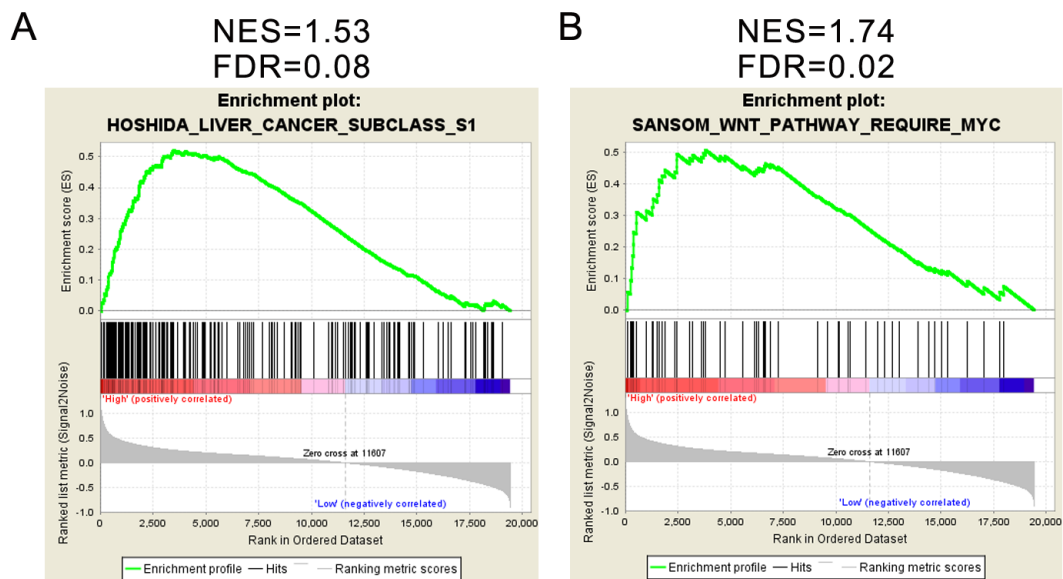 A
NES=1.53
FDR=0.08
Enrichment plot:
HOSHIDA_LIVER_CANCER_SUBCLASS_S1
Enrichment score (ES)
0.5
0.4
0.3
0.2
0.1
0.0
'High' (positively correlated)
Ranked list metric (Signal2Noise)
1.0
0.5
0.0
-0.5
-1.0
Zero cross at 11607
'Low' (negatively correlated)
0 2,500 5,000 7,500 10,000 12,500 15,000 17,500 20,000
Rank in Ordered Dataset
Enrichment profile Hits Ranking metric scores
B
NES=1.74
FDR=0.02
Enrichment plot:
SANSOM_WNT_PATHWAY_REQUIRE_MYC
Enrichment score (ES)
0.5
0.4
0.3
0.2
0.1
0.0
'High' (positively correlated)
Ranked list metric (Signal2Noise)
1.0
0.5
0.0
-0.5
-1.0
Zero cross at 11607
'Low' (negatively correlated)
0 2,500 5,000 7,500 10,000 12,500 15,000 17,500 20,000
Rank in Ordered Dataset
Enrichment profile Hits Ranking metric scores